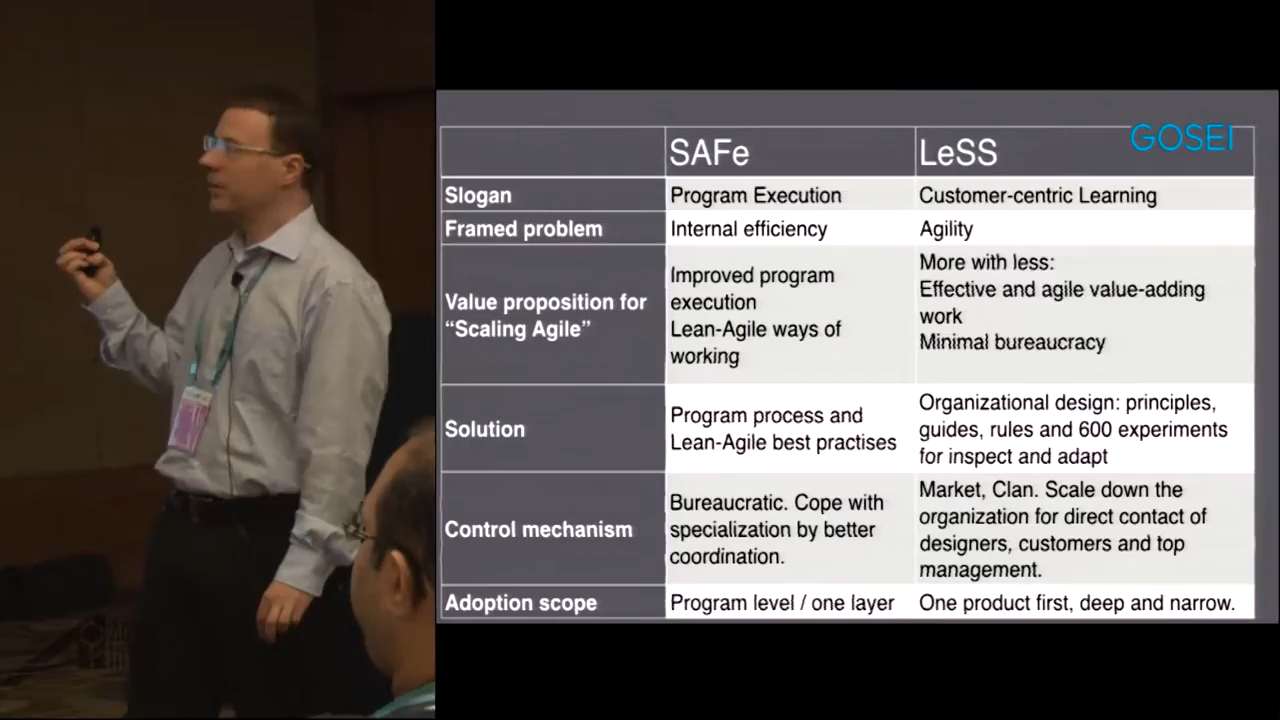 GOSEI
SAFe
LeSS
Slogan
Program Execution
Customer-centric Learning
Framed problem
Internal efficiency
Agility
Value proposition for
“Scaling Agile”
Improved program
execution
Lean-Agile ways of
working
More with less:
Effective and agile value-adding
work
Minimal bureaucracy
Solution
Program process and
Lean-Agile best practises
Organizational design: principles,
guides, rules and 600 experiments
for inspect and adapt
Control mechanism
Bureaucratic. Cope with
specialization by better
coordination.
Market, Clan. Scale down the
organization for direct contact of
designers, customers and top
management.
Adoption scope
Program level / one layer
One product first, deep and narrow.